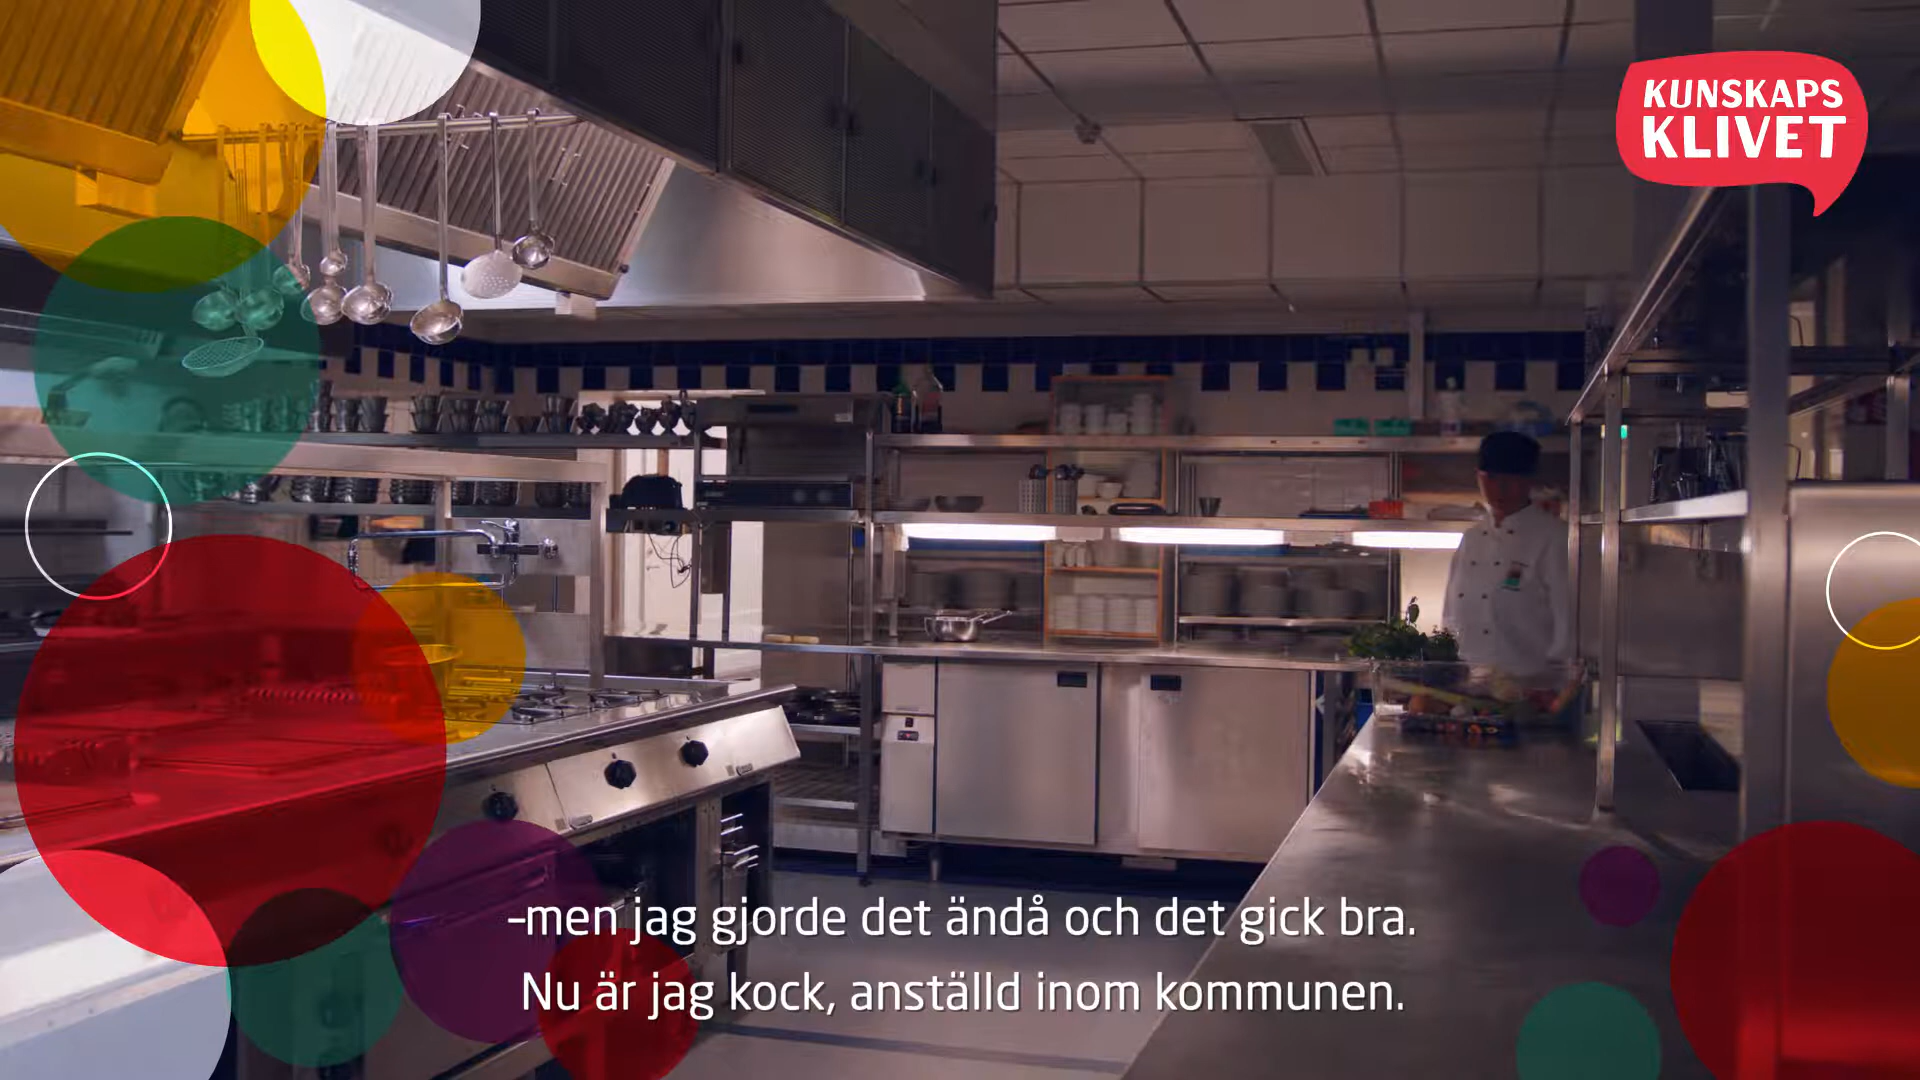 KUNSKAPS
KLIVET
–men jag gjorde det ändå och det gick bra.
Nu är jag kock, anställd inom kommunen.